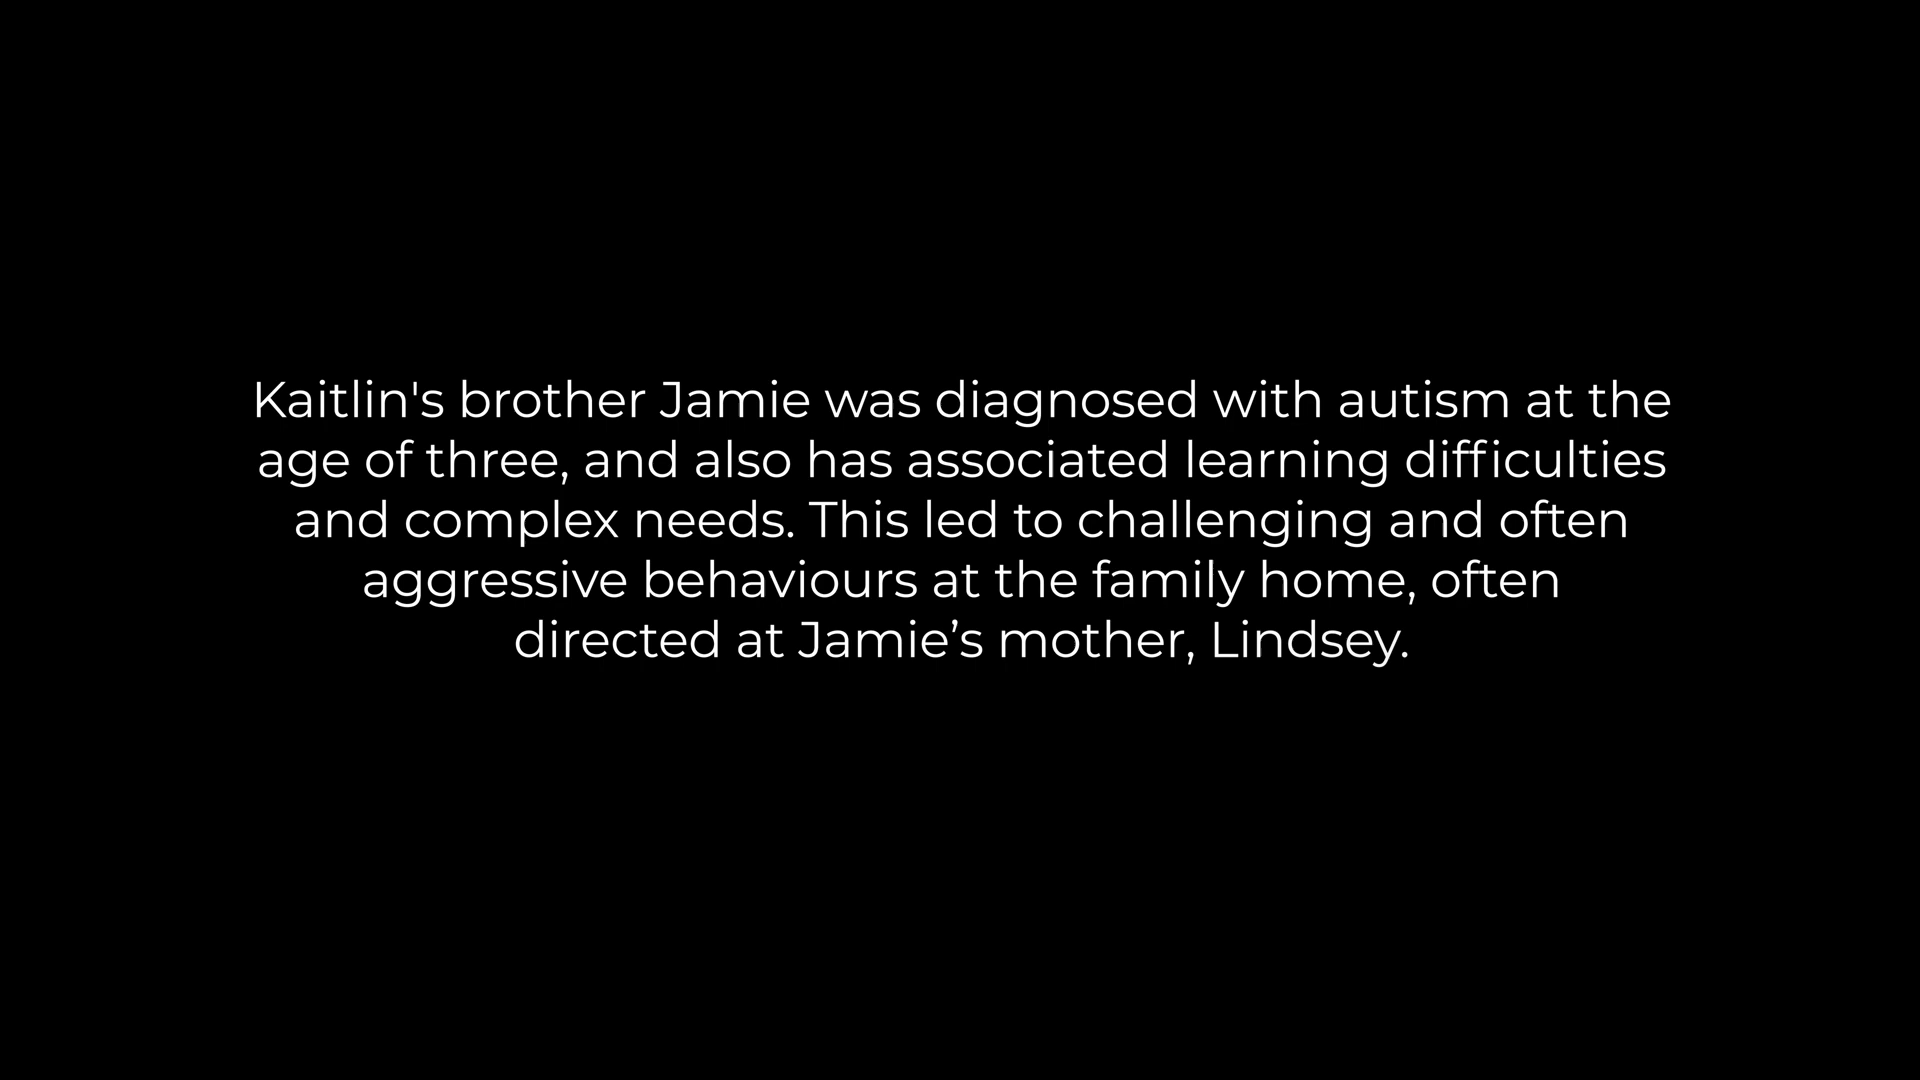 Kaitlin's brother Jamie was diagnosed with autism at the
age of three, and also has associated learning difficulties
and complex needs. This led to challenging and often
aggressive behaviours at the family home, often
directed at Jamie’s mother, Lindsey.